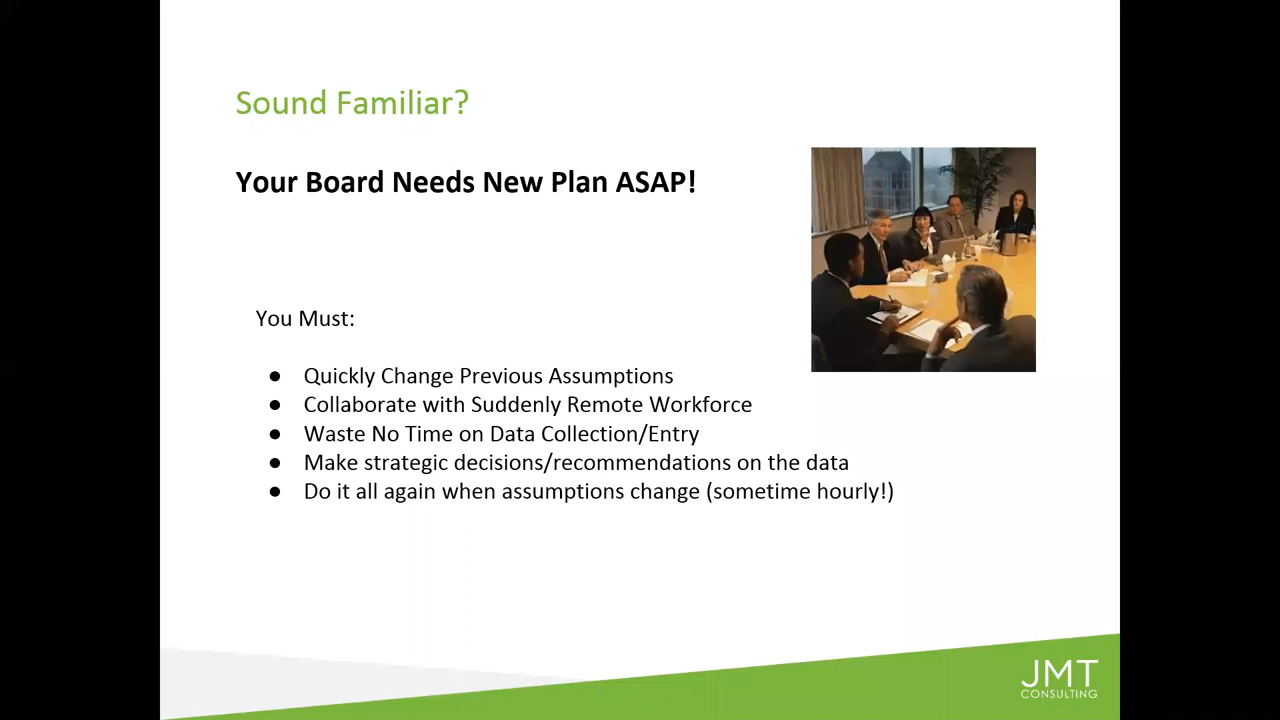 Sound Familiar?
Your Board Needs New Plan ASAP!
You Must:
● Quickly Change Previous Assumptions
● Collaborate with Suddenly Remote Workforce
● Waste No Time on Data Collection/Entry
● Make strategic decisions/recommendations on the data
● Do it all again when assumptions change (sometime hourly!)
JMT
CONSULTING